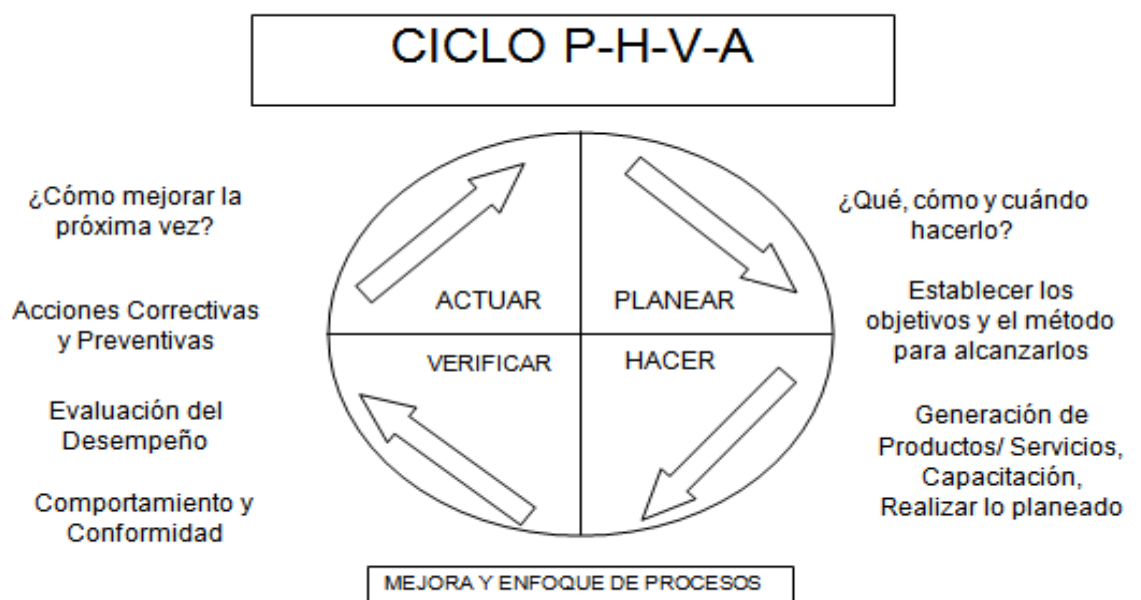 CICLO P-H-V-A
¿Cómo mejorar la
próxima vez?
Acciones Correctivas
y Preventivas
Evaluación del
Desempeño
Comportamiento y
Conformidad
ACTUAR
PLANEAR
VERIFICAR
HACER
¿Qué, cómo y cuándo
hacerlo?
Establecer los
objetivos y el método
para alcanzarlos
Generación de
Productos/ Servicios,
Capacitación,
Realizar lo planeado
MEJORA Y ENFOQUE DE PROCESOS